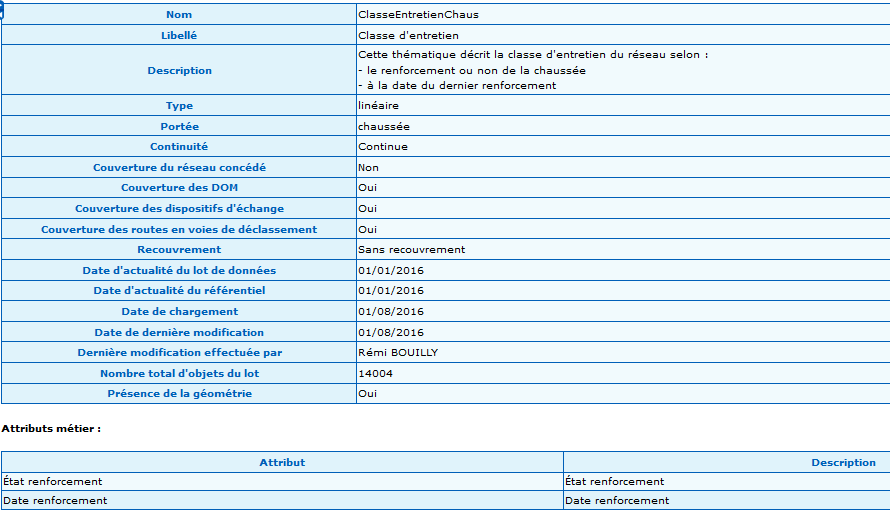 Nom ClasseEntretienChaus
Libellé Classe d'entretien
Description Cette thématique décrit la classe d'entretien du réseau selon :
- le renforcement ou non de la chaussée
- à la date du dernier renforcement
Type linéaire
Portée chaussée
Continuité Continue
Couverture du réseau concédé Non
Couverture des DOM Oui
Couverture des dispositifs d'échange Oui
Couverture des routes en voies de déclassement Oui
Recouvrement Sans recouvrement
Date d'actualité du lot de données 01/01/2016
Date d'actualité du référentiel 01/01/2016
Date de chargement 01/08/2016
Date de dernière modification 01/08/2016
Dernière modification effectuée par Rémi BOUILLY
Nombre total d'objets du lot 14004
Présence de la géométrie Oui
Attributs métier :
Attribut Description
État renforcement État renforcement
Date renforcement Date renforcement